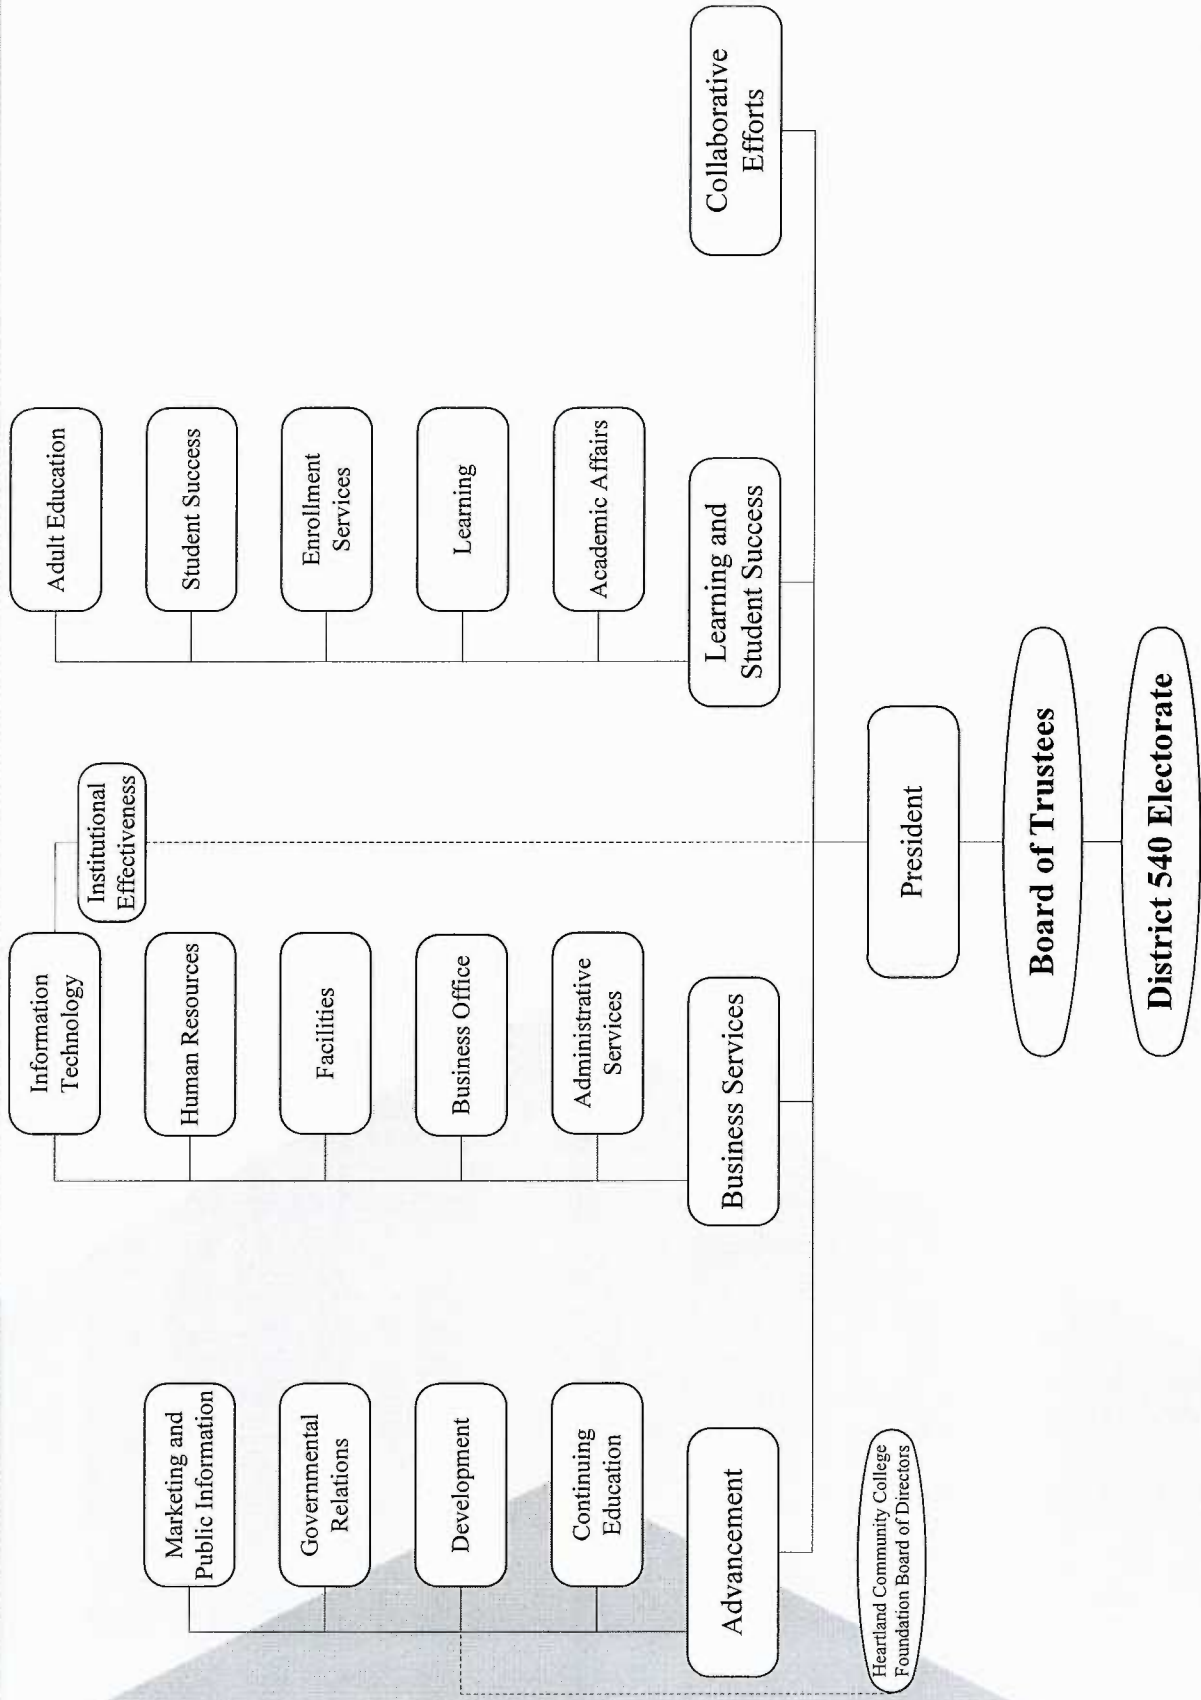 Marketing and
Public Information
Governmental
Relations
Development
Continuing
Education
Advancement
Heartland Community College
Foundation Board of Directors
Information
Technology
Human Resources
Facilities
Business Office
Administrative
Services
Business Services
Institutional
Effectiveness
President
Board of Trustees
District 540 Electorate
Adult Education
Student Success
Enrollment
Services
Learning
Academic Affairs
Learning and
Student Success
Collaborative
Efforts